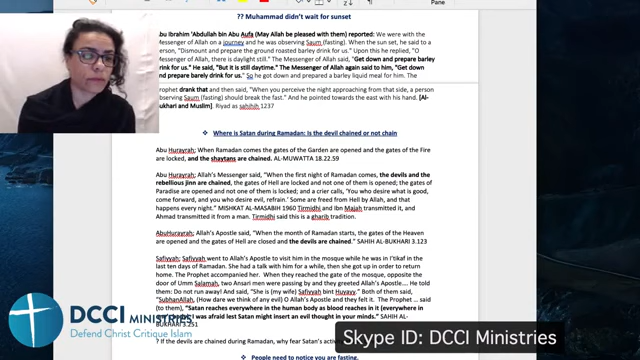 Pane
?? Muhammad didn't wait for sunset
Abu Ibrahim 'Abdullah bin Abu Aufa (May Allah be pleased with them) reported: We were with the
Messenger of Allah on a journey and he was observing Saum (fasting). When the sun set, he said to a
person, "Dismount and prepare the ground roasted barley drink for us." Upon this he replied, "O
Messenger of Allah, there is daylight still." The Messenger of Allah said, "Get down and prepare barley
drink for us." He said, "But it is still daytime." The Messenger of Allah again said to him, "Get down
and prepare barely drink for us." So he got down and prepared a barley liquid meal for him. The
rophet drank that and then said, "When you perceive the night approaching from that side, a person
observing Saum (fasting) should break the fast." And he pointed towards the east with his hand. [Al-
ukhari and Muslim]. Riyad as sahihih 1237
❖ Where is Satan during Ramadan: Is the devil chained or not chain
Abu Hurayrah; When Ramadan comes the gates of the Garden are opened and the gates of the Fire
are locked, and the shaytans are chained. AL-MUWATTA 18.22.59
Abu Hurayrah; Allah's Messenger said, "When the first night of Ramadan comes, the devils and the
rebellious jinn are chained, the gates of Hell are locked and not one of them is opened; the gates of
Paradise are opened and not one of them is locked; and a crier calls, 'You who desire what is good,
come forward, and you who desire evil, refrain.' Some are freed from Hell by Allah, and that
happens every night." MISHKAT AL-MASABIH 1960 Tirmidhi and Ibn Majah transmitted it, and
Ahmad transmitted it from a man. Tirmidhi said this is a gharib tradition.
AbuHurayrah; Allah's Apostle said, "When the month of Ramadan starts, the gates of the Heaven
are opened and the gates of Hell are closed and the devils are chained." SAHIH AL-BUKHARI 3.123
Safiyyah; Safiyyah went to Allah's Apostle to visit him in the mosque while he was in I'tikaf in the
last ten days of Ramadan. She had a talk with him for a while, then she got up in order to return
home. The Prophet accompanied her. When they reached the gate of the mosque, opposite the
door of Umm Salamah, two Ansari men were passing by and they greeted Allah's Apostle... He told
them: Do not run away! And said, "She is (my wife) Safiyyah bint Huyayy." Both of them said,
"SubhanAllah, (How dare we think of any evil) O Allah's Apostle and they felt it. The Prophet ... said
(to them), "Satan reaches everywhere in the human body as blood reaches in it (everywhere in
one's body). I was afraid lest Satan might insert an evil thought in your minds." SAHIH AL-
BUKHARI 3.251
? If the devils are chained during Ramadan, why fear Satan's activi
People need to notice you are fasting.
DCCI
MINISTRIES
Defend Christ Critique Islam
Skype ID: DCCI Ministries